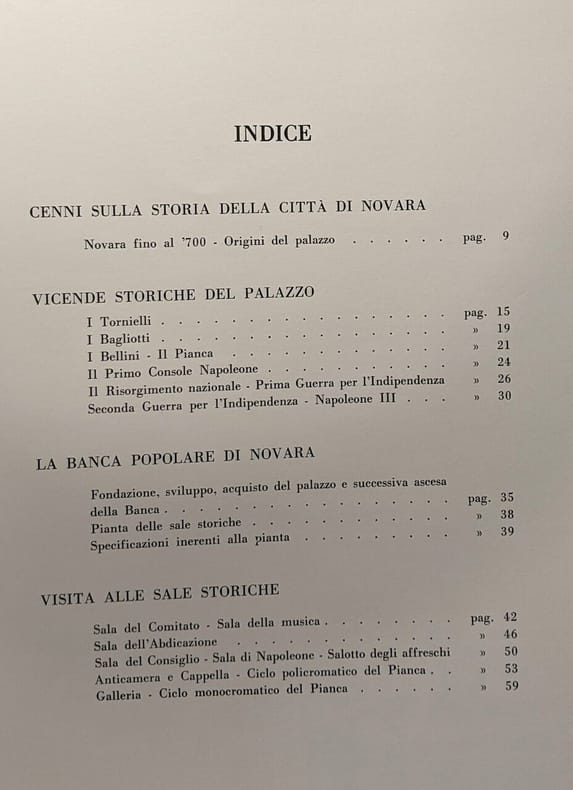 INDICE
CENNI SULLA STORIA DELLA CITTÀ DI NOVARA
Novara fino al '700 - Origini del palazzo . . . . . . pag. 9
VICENDE STORICHE DEL PALAZZO
I Tornielli . . . . . . . . . . . . . . . . . pag. 15
I Bagliotti . . . . . . . . . . . . . . . . . » 19
I Bellini - Il Pianca . . . . . . . . . . . . . » 21
Il Primo Console Napoleone . . . . . . . . . . . » 24
Il Risorgimento nazionale - Prima Guerra per l'Indipendenza » 26
Seconda Guerra per l'Indipendenza - Napoleone III . . . » 30
LA BANCA POPOLARE DI NOVARA
Fondazione, sviluppo, acquisto del palazzo e successiva ascesa
della Banca . . . . . . . . . . . . . . . . . pag. 35
Pianta delle sale storiche . . . . . . . . . . . . » 38
Specificazioni inerenti alla pianta . . . . . . . . . » 39
VISITA ALLE SALE STORICHE
Sala del Comitato - Sala della musica . . . . . . . . pag. 42
Sala dell'Abdicazione . . . . . . . . . . . . . » 46
Sala del Consiglio - Sala di Napoleone - Salotto degli affreschi » 50
Anticamera e Cappella - Ciclo policromatico del Pianca . . » 53
Galleria - Ciclo monocromatico del Pianca . . . . . . » 59